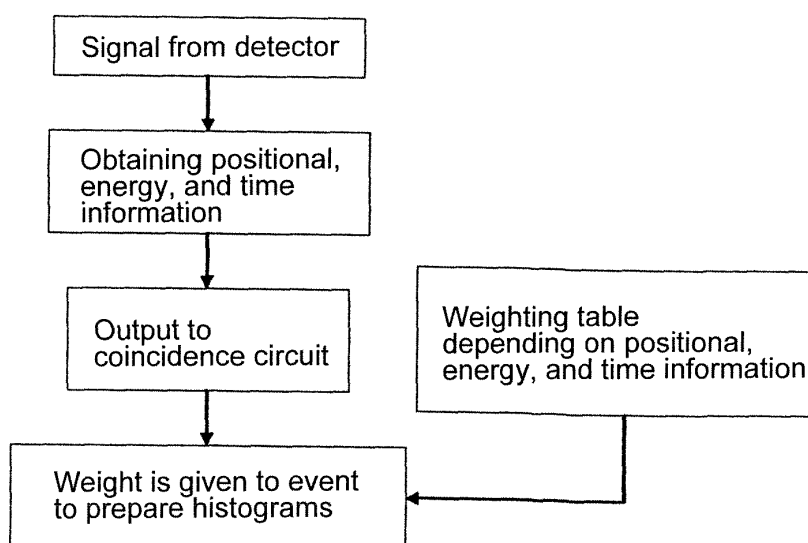 Signal from detector
Obtaining positional,
energy, and time
information
Output to
coincidence circuit
Weighting table
depending on positional,
energy, and time information
Weight is given to event
to prepare histograms